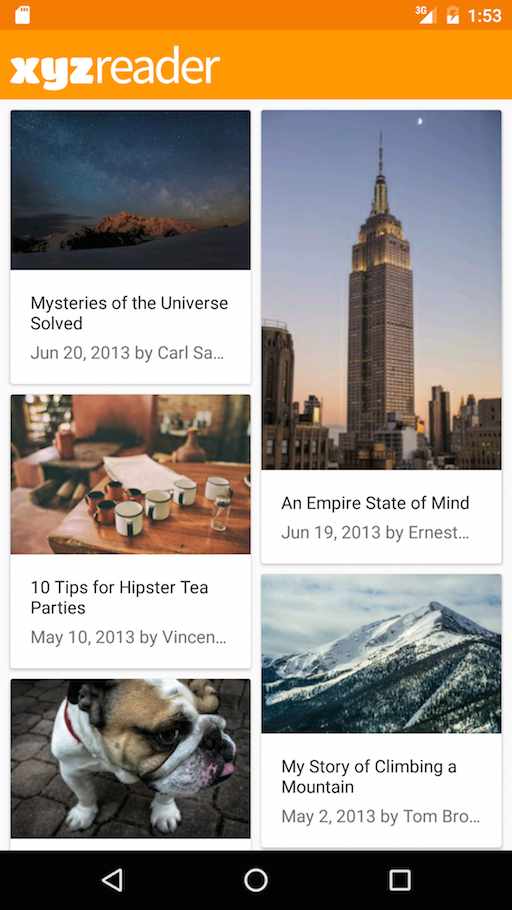 3G
1:53
xyzreader
Mysteries of the Universe
Solved
Jun 20, 2013 by Carl Sa...
An Empire State of Mind
Jun 19, 2013 by Ernest...
10 Tips for Hipster Tea
Parties
May 10, 2013 by Vincen...
My Story of Climbing a
Mountain
May 2, 2013 by Tom Bro...